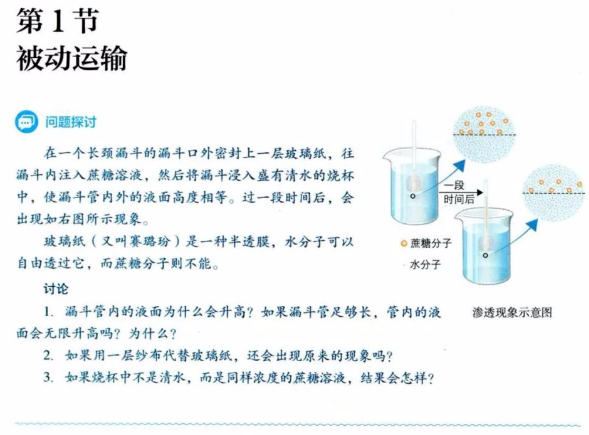 第1节
被动运输
问题探讨
在一个长颈漏斗的漏斗口外密封上一层玻璃纸，往
漏斗内注入蔗糖溶液，然后将漏斗浸入盛有清水的烧杯
中，使漏斗管内外的液面高度相等。过一段时间后，会
出现如右图所示现象。
玻璃纸（又叫赛璐玢）是一种半透膜，水分子可以
自由透过它，而蔗糖分子则不能。
讨论
1. 漏斗管内的液面为什么会升高？如果漏斗管足够长，管内的液
面会无限升高吗？为什么？
2. 如果用一层纱布代替玻璃纸，还会出现原来的现象吗？
3. 如果烧杯中不是清水，而是同样浓度的蔗糖溶液，结果会怎样？
一段
时间后
蔗糖分子
水分子
渗透现象示意图